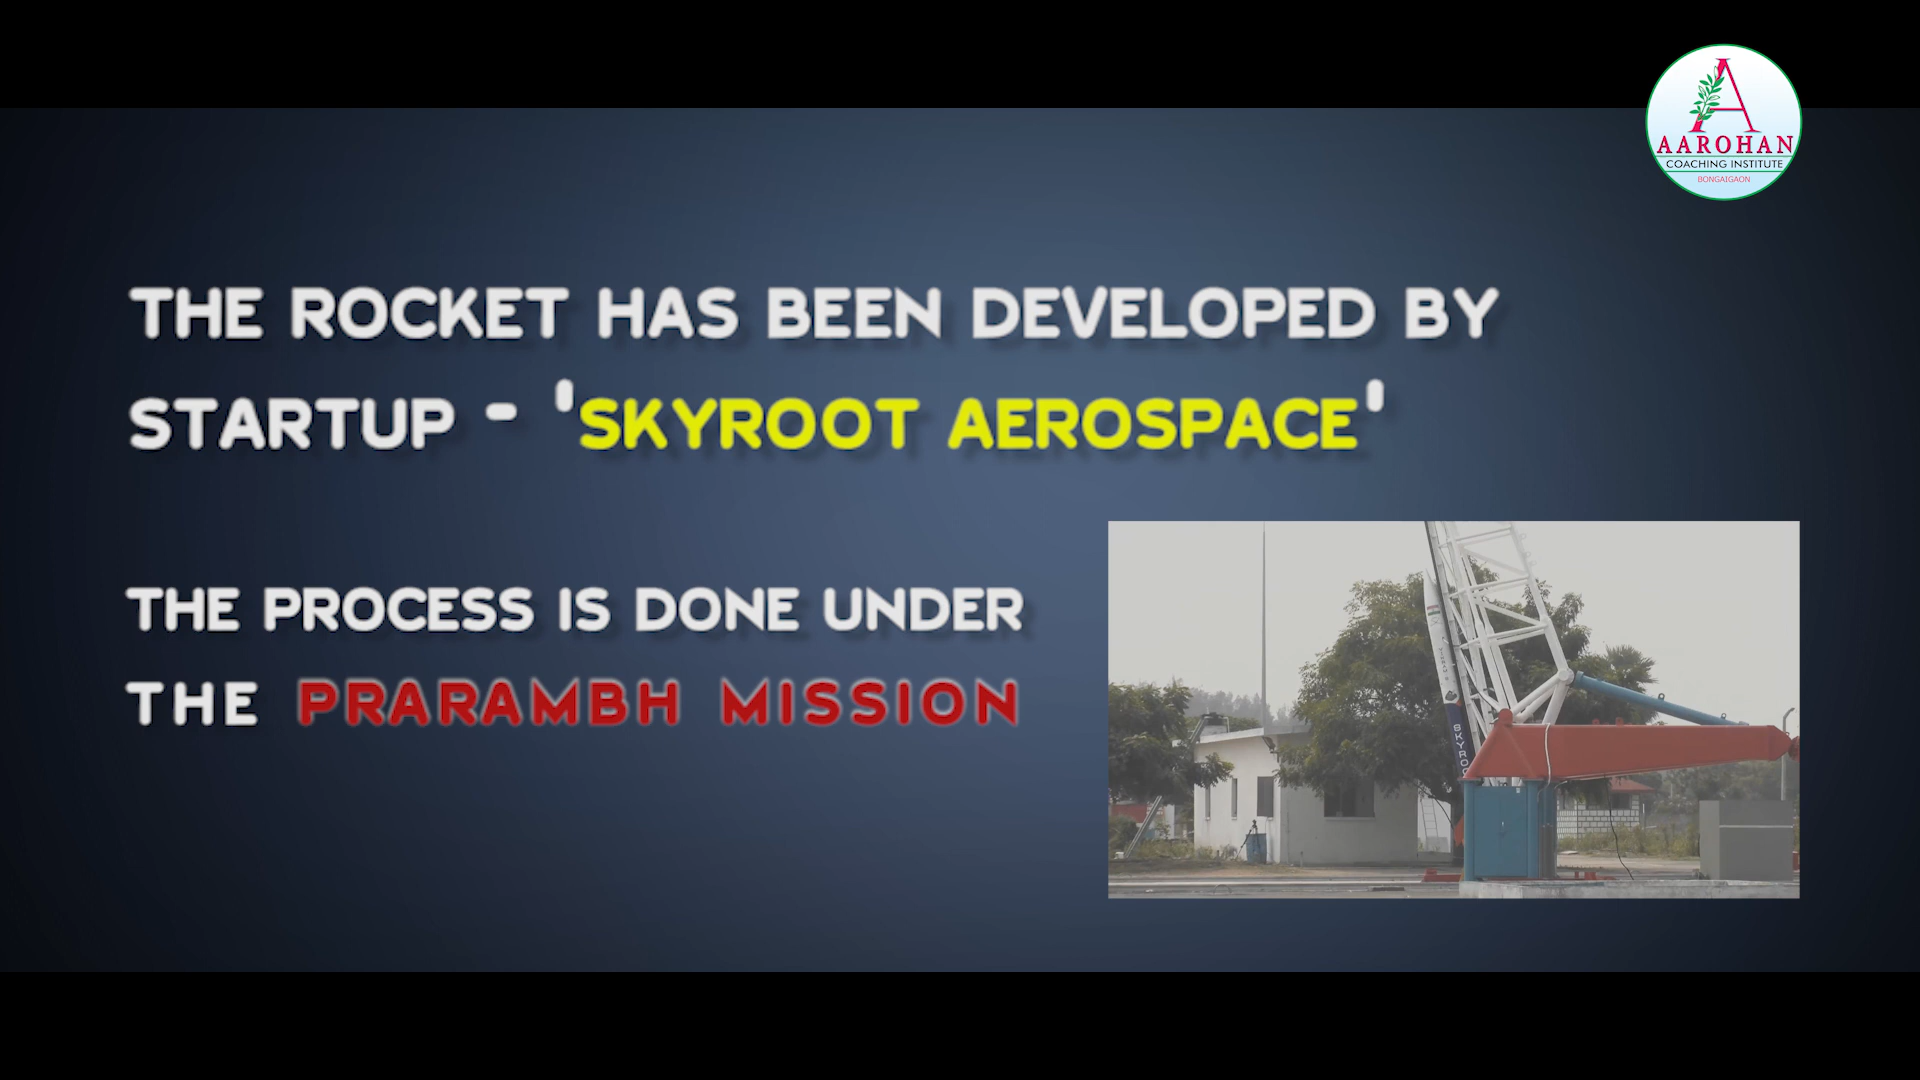 A
AAROHAN
COACHING INSTITUTE
BONGAIGAON
THE ROCKET HAS BEEN DEVELOPED BY
STARTUP - 'SKYROOT AEROSPACE'
THE PROCESS IS DONE UNDER
THE PRARAMBH MISSION